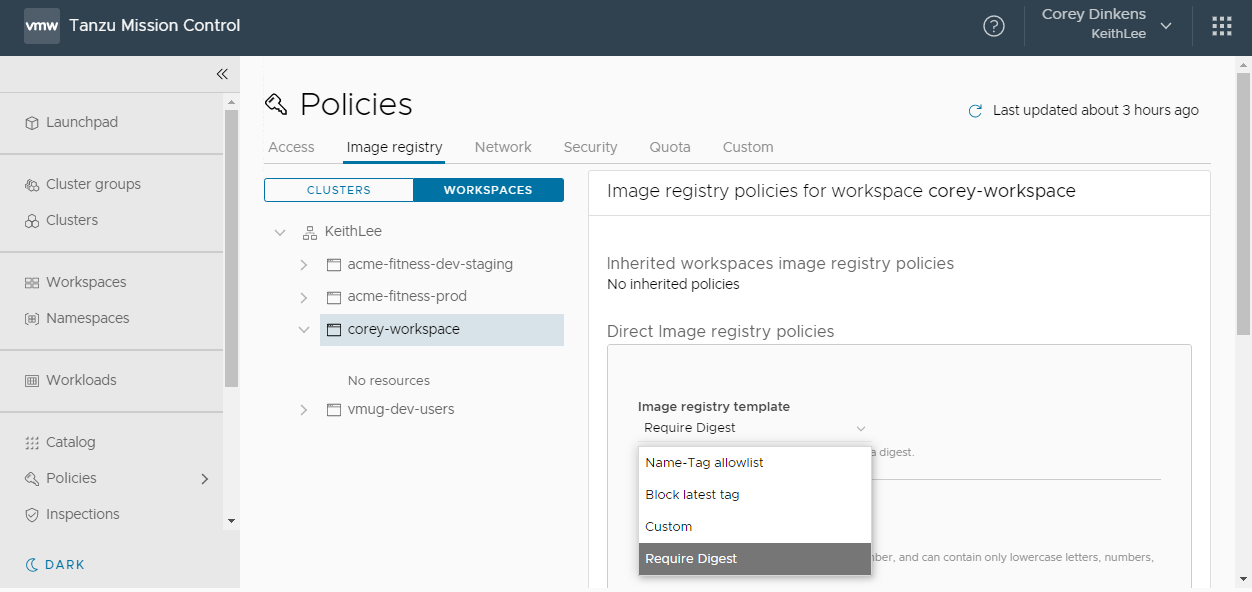 vmw Tanzu Mission Control
Corey Dinkens
KeithLee
Launchpad
Cluster groups
Clusters
Workspaces
Namespaces
Workloads
Catalog
Policies
Inspections
DARK
Policies
Last updated about 3 hours ago
Access Image registry Network Security Quota Custom
CLUSTERS WORKSPACES
KeithLee
acme-fitness-dev-staging
acme-fitness-prod
corey-workspace
No resources
vmug-dev-users
Image registry policies for workspace corey-workspace
Inherited workspaces image registry policies
No inherited policies
Direct Image registry policies
Image registry template
Require Digest
a digest.
Name-Tag allowlist
Block latest tag
Custom
Require Digest
and can contain only lowercase letters, numbers,